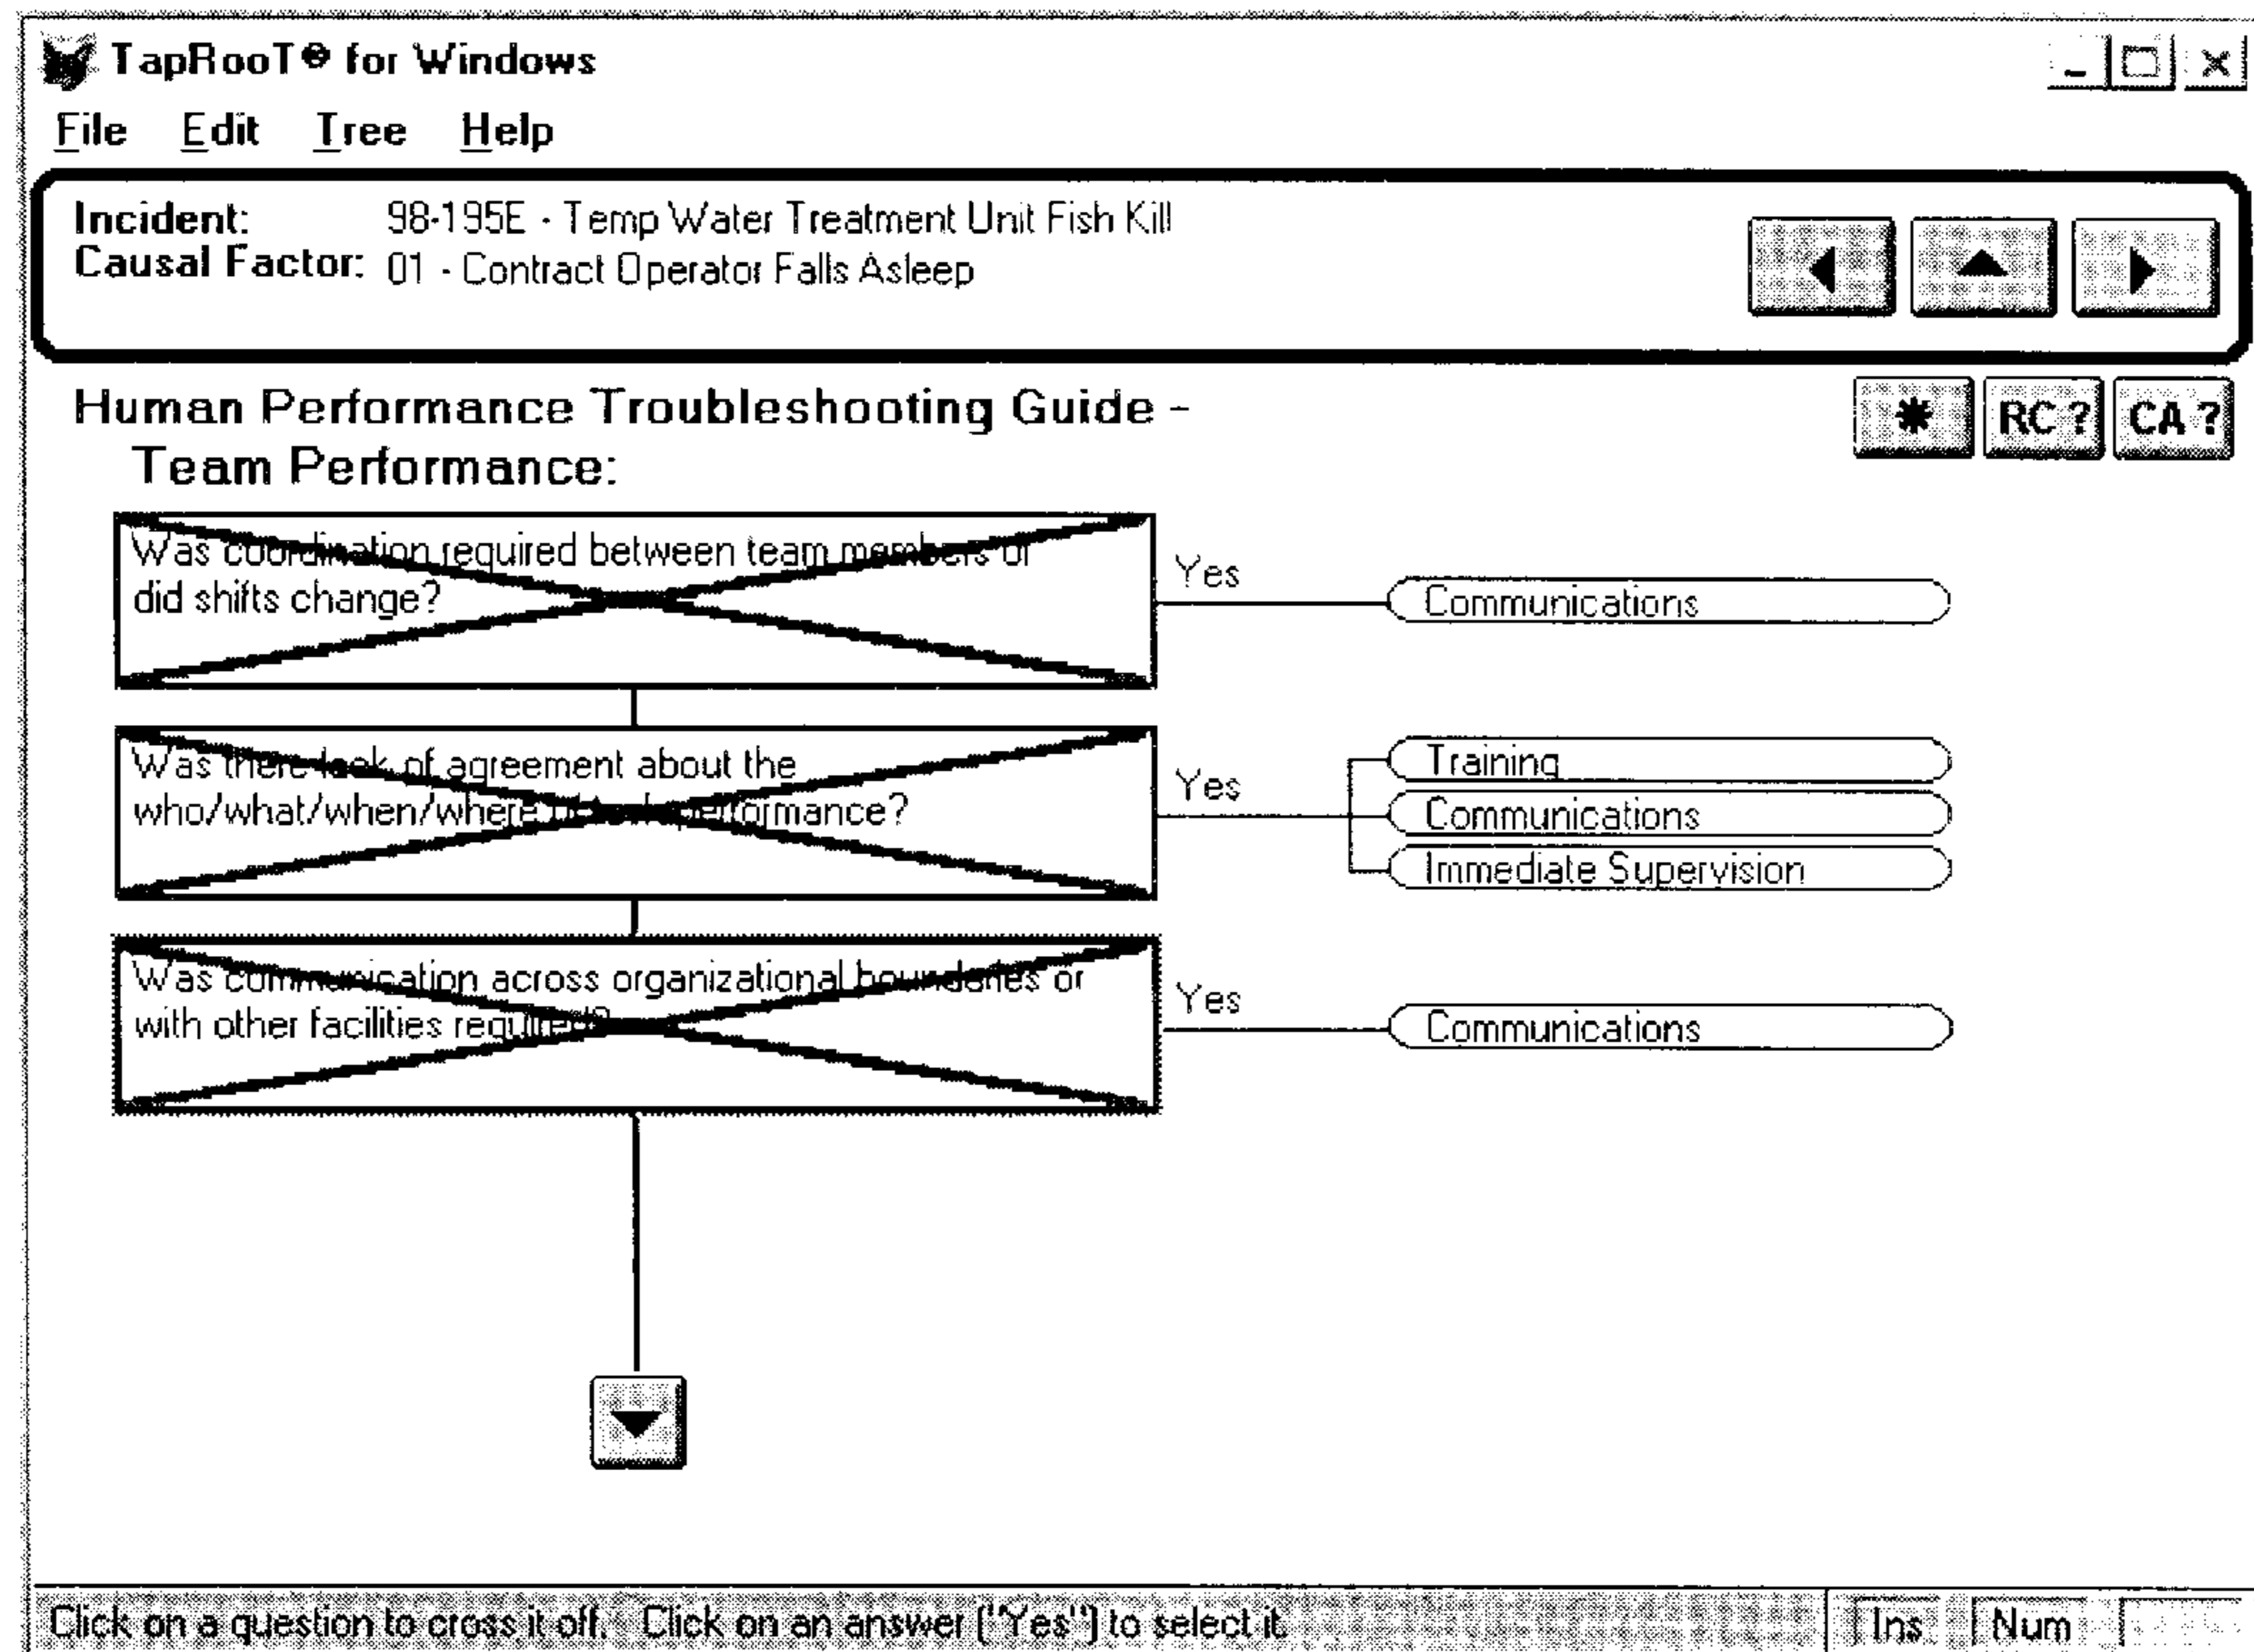 TapRooT® for Windows
File Edit Tree Help
Incident: 98-195E - Temp Water Treatment Unit Fish Kill
Causal Factor: 01 - Contract Operator Falls Asleep
Human Performance Troubleshooting Guide -
Team Performance:
* RC ? CA ?
Was coordination required between team members or
did shifts change?
Yes
Communications
Was there lack of agreement about the
who/what/when/where performance?
Yes
Training
Communications
Immediate Supervision
Was communication across organizational boundaries or
with other facilities required?
Yes
Communications
Click on a question to cross it off. Click on an answer ("Yes") to select it.
Ins Num